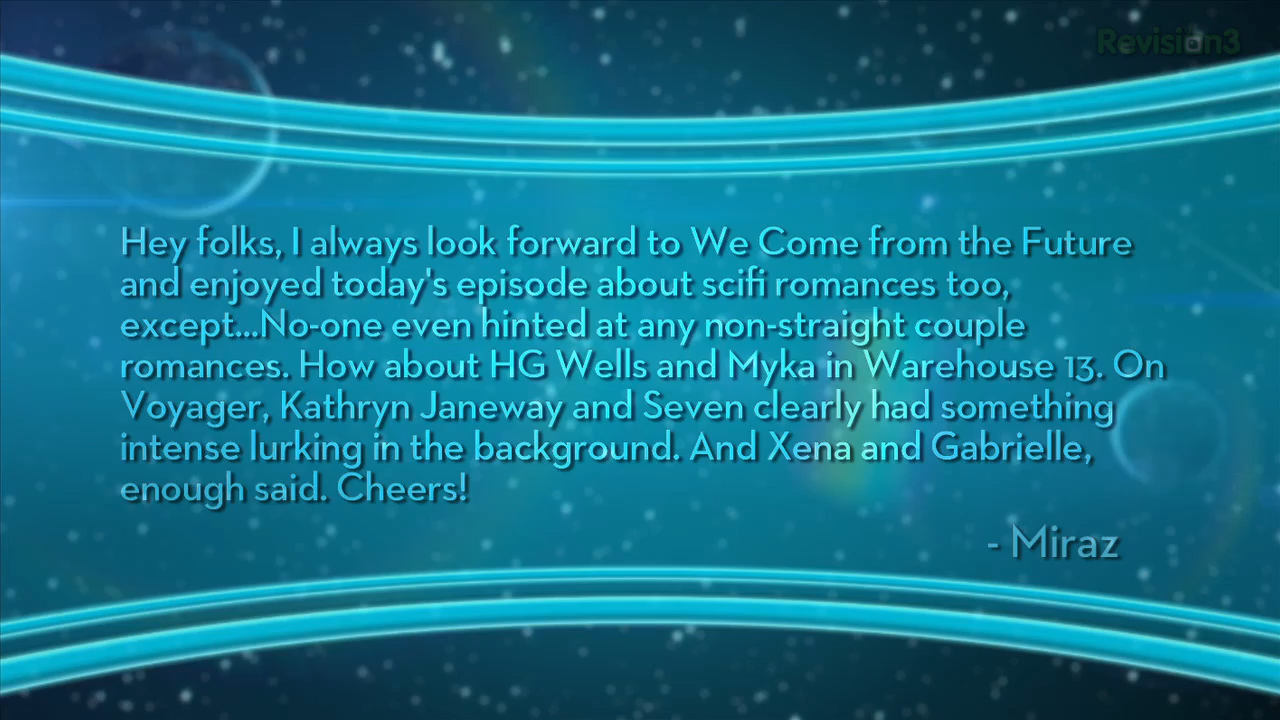 Revision3
Hey folks, I always look forward to We Come from the Future
and enjoyed today's episode about scifi romances too,
except...No-one even hinted at any non-straight couple
romances. How about HG Wells and Myka in Warehouse 13. On
Voyager, Kathryn Janeway and Seven clearly had something
intense lurking in the background. And Xena and Gabrielle,
enough said. Cheers!
- Miraz